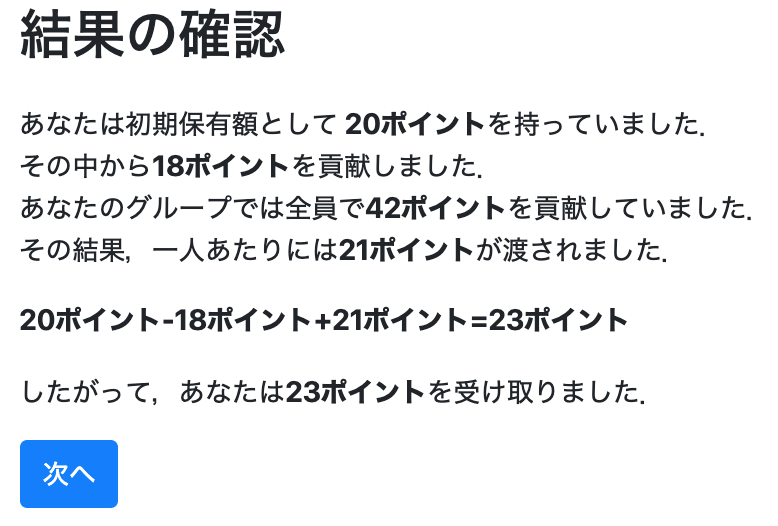 結果の確認
あなたは初期保有額として 20ポイントを持っていました．
その中から18ポイントを貢献しました．
あなたのグループでは全員で42ポイントを貢献していました．
その結果，一人あたりには21ポイントが渡されました．
20ポイント-18ポイント+21ポイント=23ポイント
したがって，あなたは23ポイントを受け取りました．
次へ